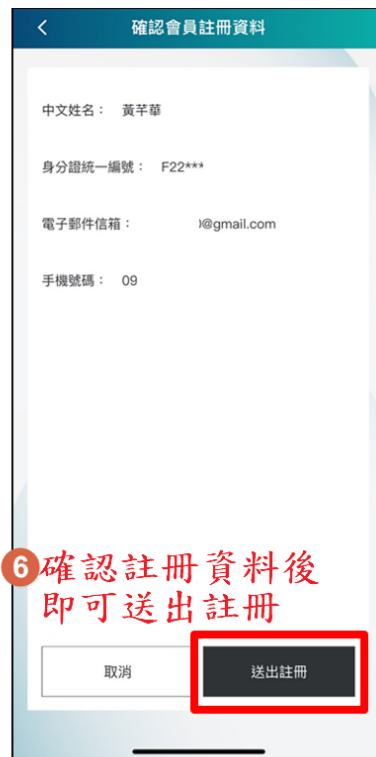 確認會員註冊資料
中文姓名： 黃芊華
身分證統一編號： F22***
電子郵件信箱： @gmail.com
手機號碼： 09
6 確認註冊資料後
即可送出註冊
取消 送出註冊